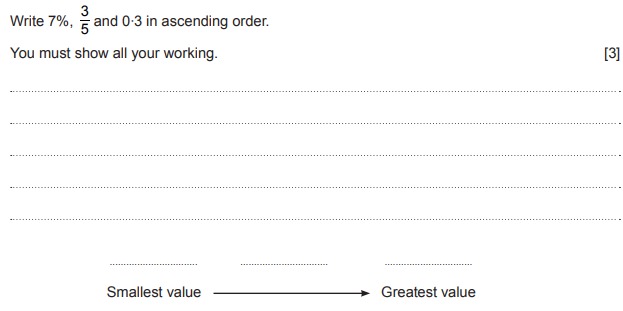 Write 7%, 3/5 and 0·3 in ascending order.
You must show all your working. [3]
Smallest value Greatest value